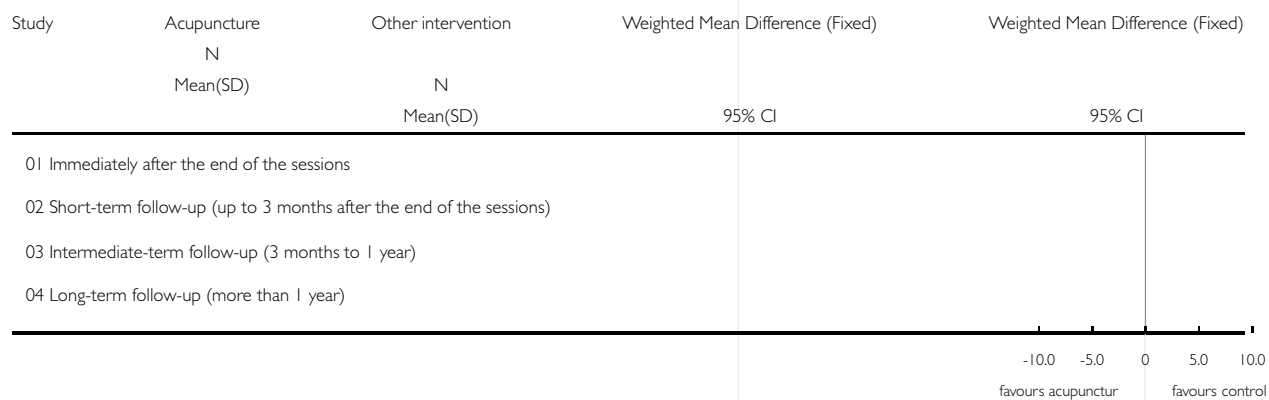 Study Acupuncture Other intervention Weighted Mean Difference (Fixed) Weighted Mean Difference (Fixed)
N
Mean(SD) N
Mean(SD) 95% CI 95% CI
01 Immediately after the end of the sessions
02 Short-term follow-up (up to 3 months after the end of the sessions)
03 Intermediate-term follow-up (3 months to 1 year)
04 Long-term follow-up (more than 1 year)
-10.0 -5.0 0 5.0 10.0
favours acupunctur favours control